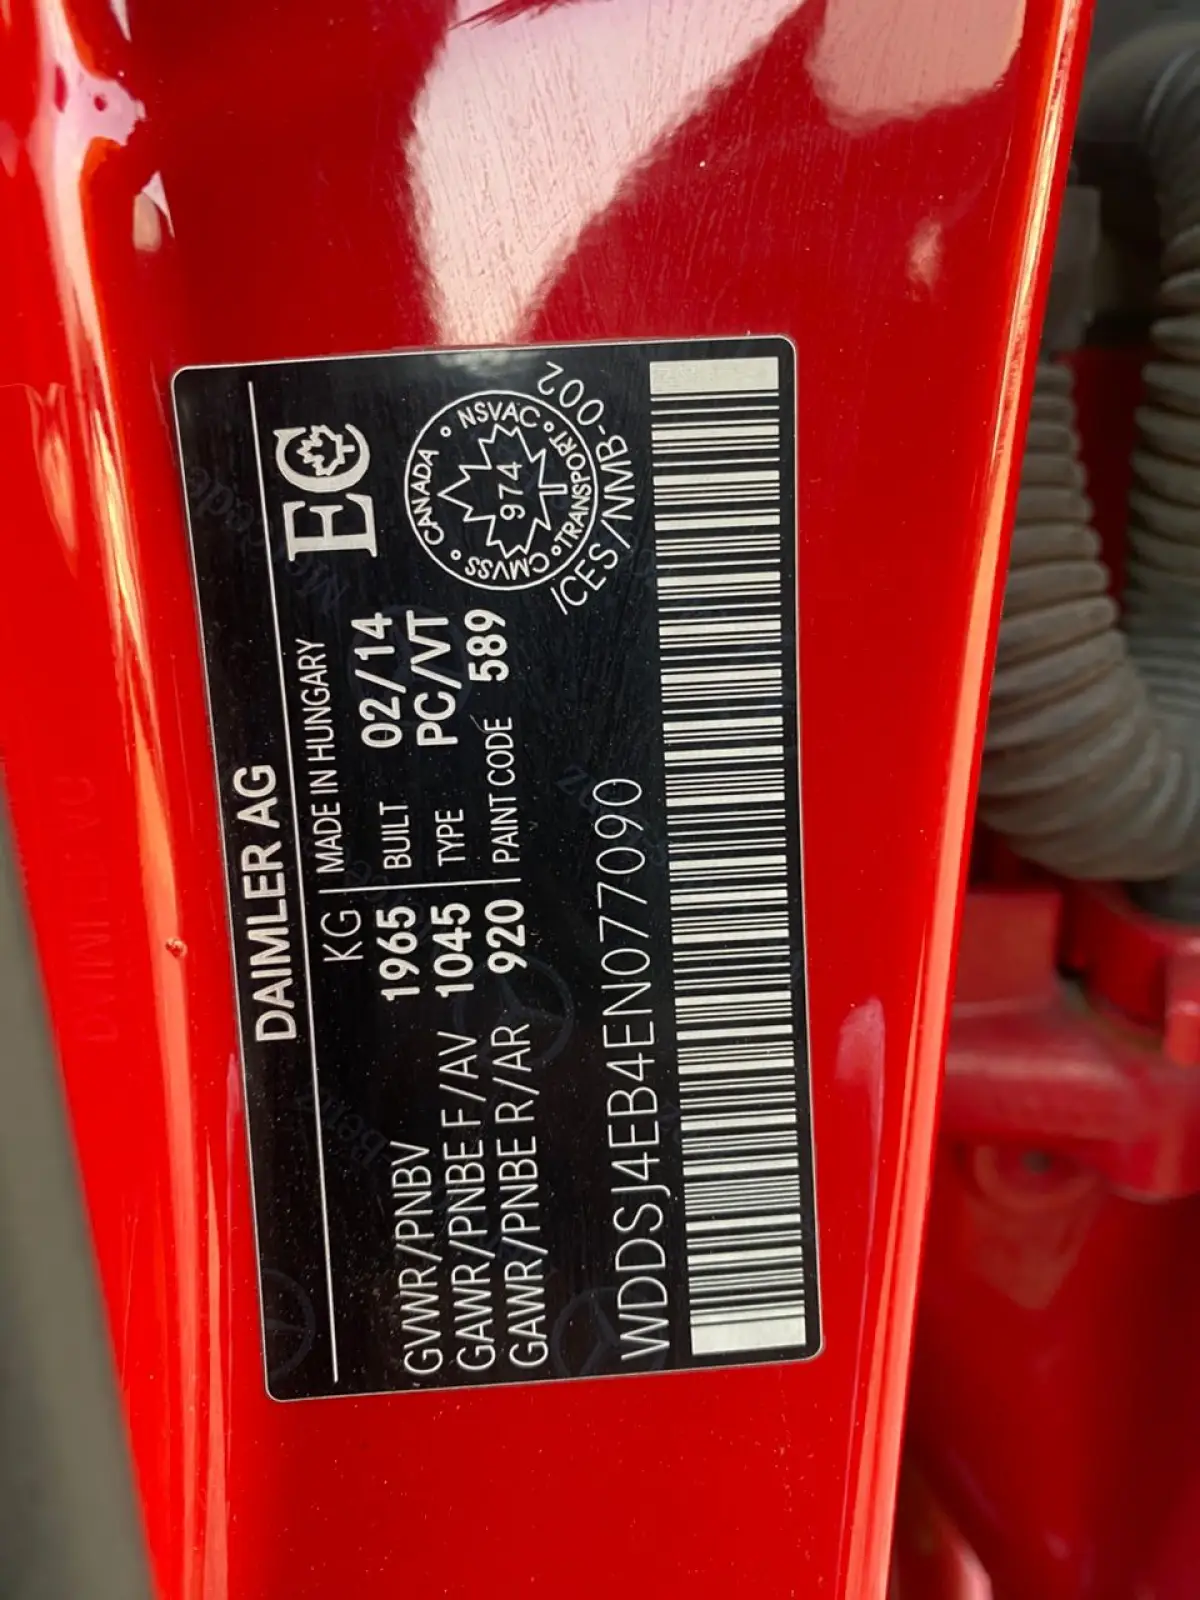 DAIMLER AG
KG
MADE IN HUNGARY
EC
GVWR/PNBV 1965 BUILT 02/14
GAWR/PNBE F/AV 1045 TYPE PC/VT
GAWR/PNBE R/AR 920 PAINT CODE 589
CANADA NSVAC TRANSPORT CMVSS
974
ICES/NMB-002
WDDSJ4EB4EN077090